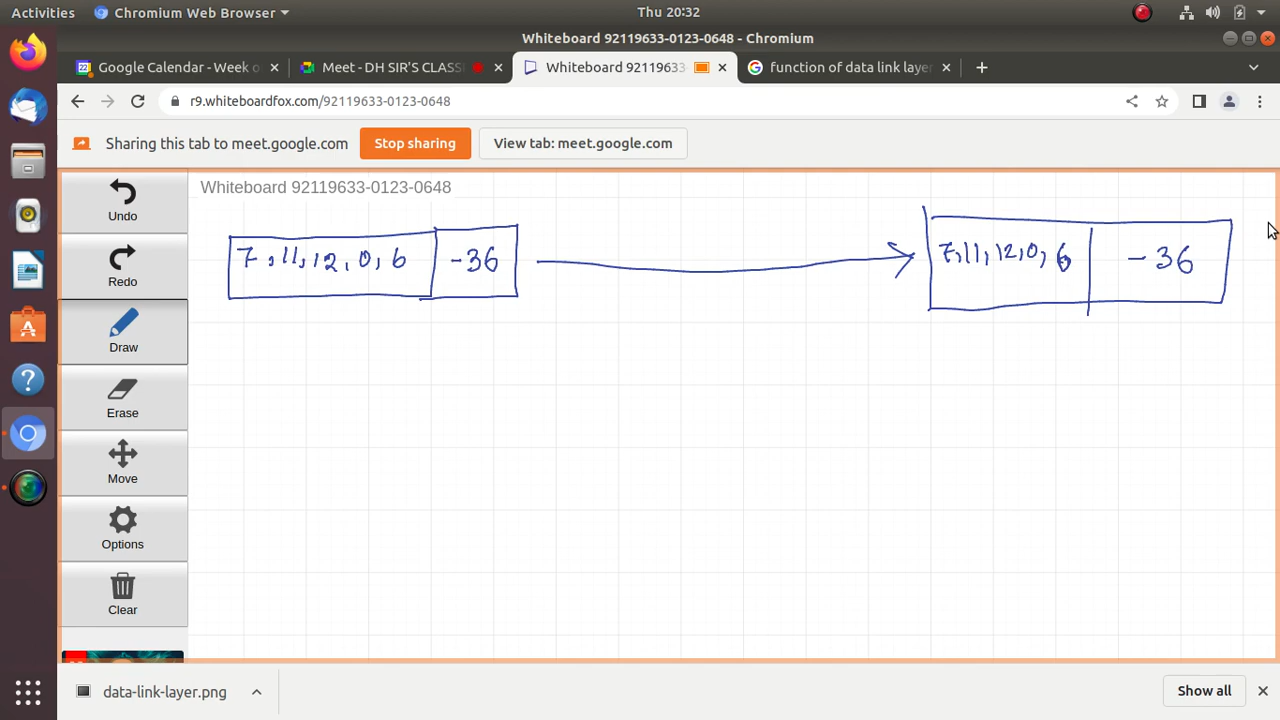 Activities Chromium Web Browser Thu 20:32
Whiteboard 92119633-0123-0648 - Chromium
Google Calendar - Week o Meet - DH SIR'S CLASS Whiteboard 92119633 function of data link layer
r9.whiteboardfox.com/92119633-0123-0648
Sharing this tab to meet.google.com Stop sharing View tab: meet.google.com
Whiteboard 92119633-0123-0648
Undo
Redo
Draw
Erase
Move
Options
Clear
7, 11, 12, 0, 6 -36 7, 11, 12, 0, 6 -36
data-link-layer.png Show all